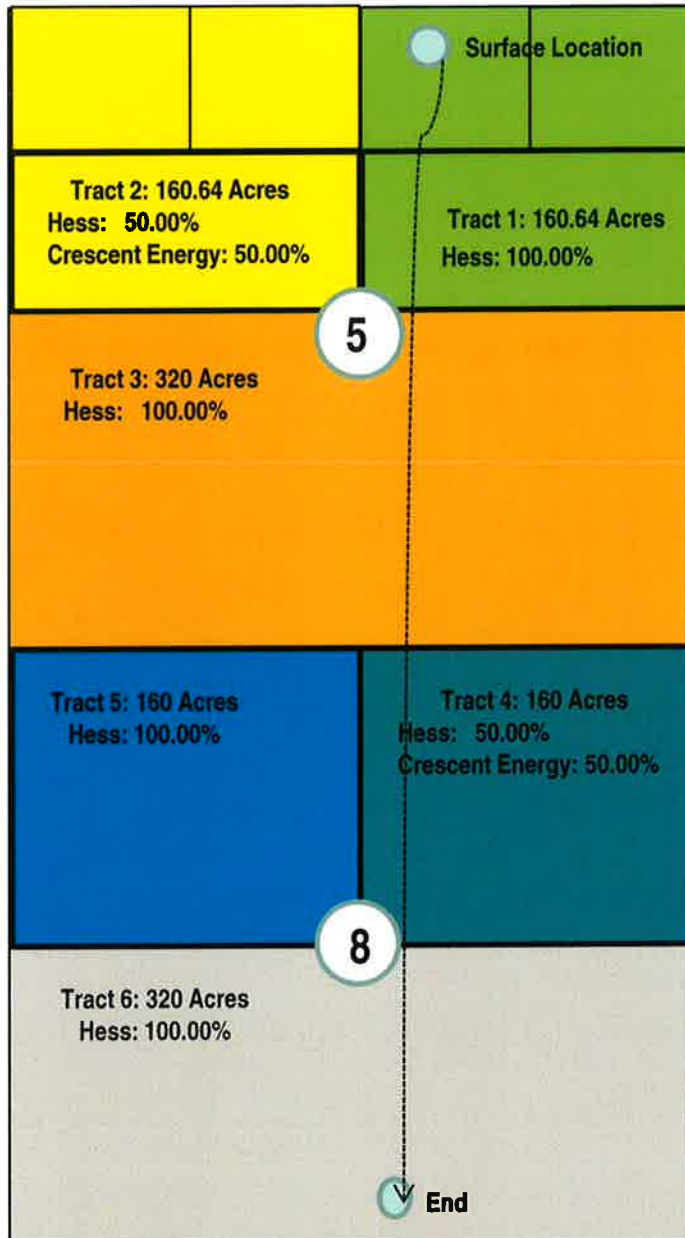 Surface Location
Tract 2: 160.64 Acres
Hess: 50.00%
Crescent Energy: 50.00%
Tract 1: 160.64 Acres
Hess: 100.00%
5
Tract 3: 320 Acres
Hess: 100.00%
Tract 5: 160 Acres
Hess: 100.00%
Tract 4: 160 Acres
Hess: 50.00%
Crescent Energy: 50.00%
8
Tract 6: 320 Acres
Hess: 100.00%
End